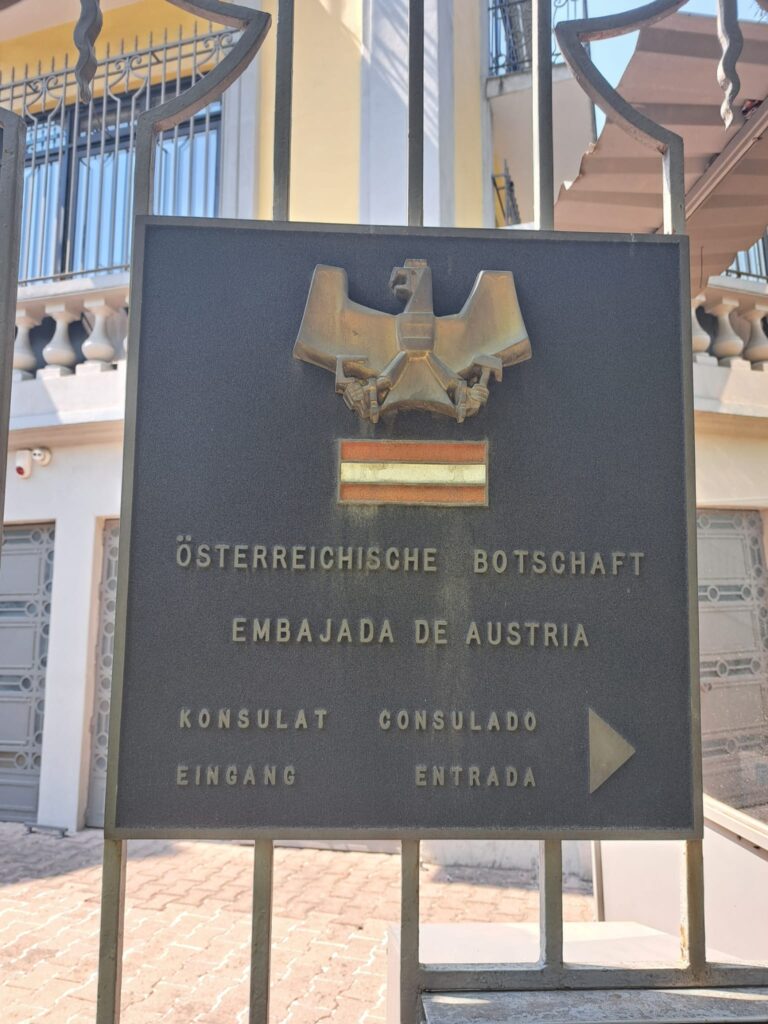 ÖSTERREICHISCHE BOTSCHAFT
EMBAJADA DE AUSTRIA
KONSULAT CONSULADO
EINGANG ENTRADA